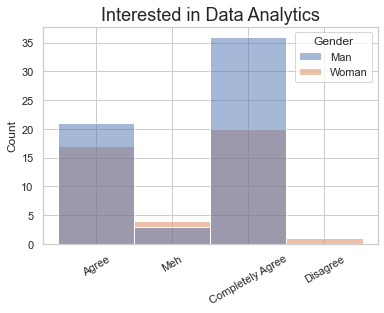 Interested in Data Analytics
Gender
Man
Woman
Count
35
30
25
20
15
10
5
0
Agree
Meh
Completely Agree
Disagree